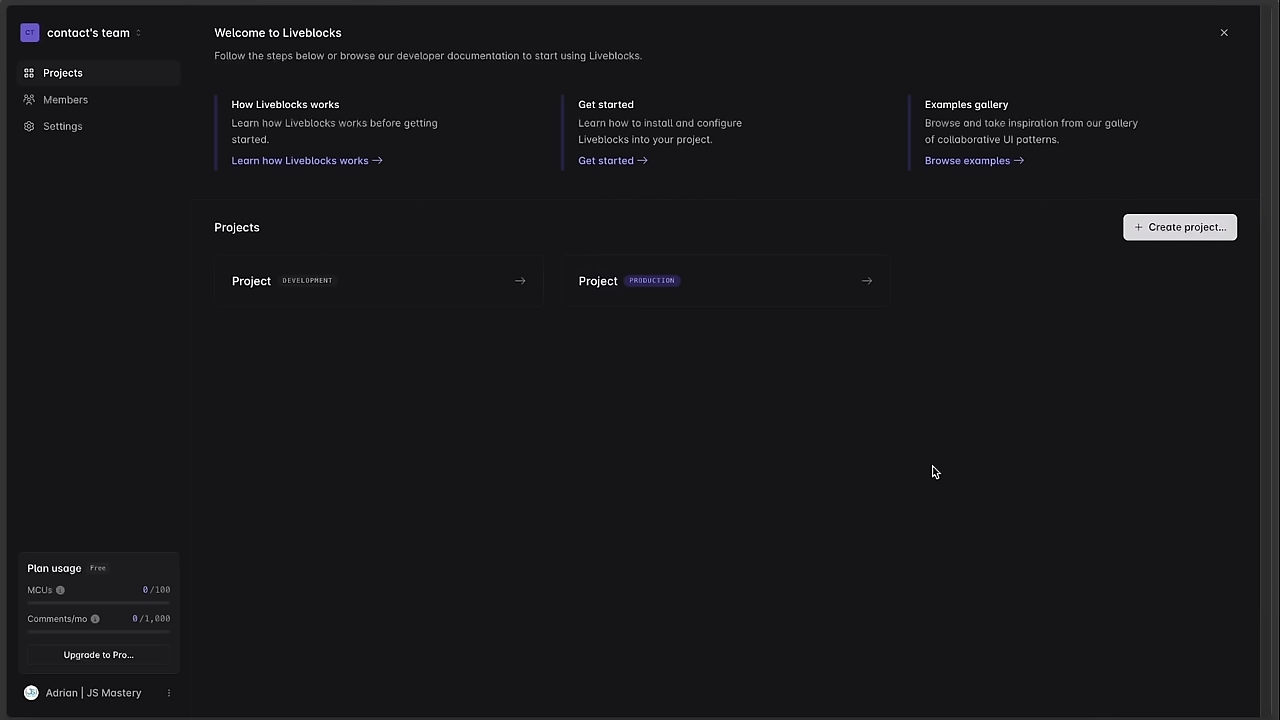 CT contact's team
Projects
Members
Settings
Welcome to Liveblocks
Follow the steps below or browse our developer documentation to start using Liveblocks.
How Liveblocks works
Learn how Liveblocks works before getting
started.
Learn how Liveblocks works →
Get started
Learn how to install and configure
Liveblocks into your project.
Get started →
Examples gallery
Browse and take inspiration from our gallery
of collaborative UI patterns.
Browse examples →
Projects
+ Create project...
Project DEVELOPMENT →
Project PRODUCTION →
Plan usage Free
MCUs 0/100
Comments/mo 0/1,000
Upgrade to Pro...
Adrian | JS Mastery